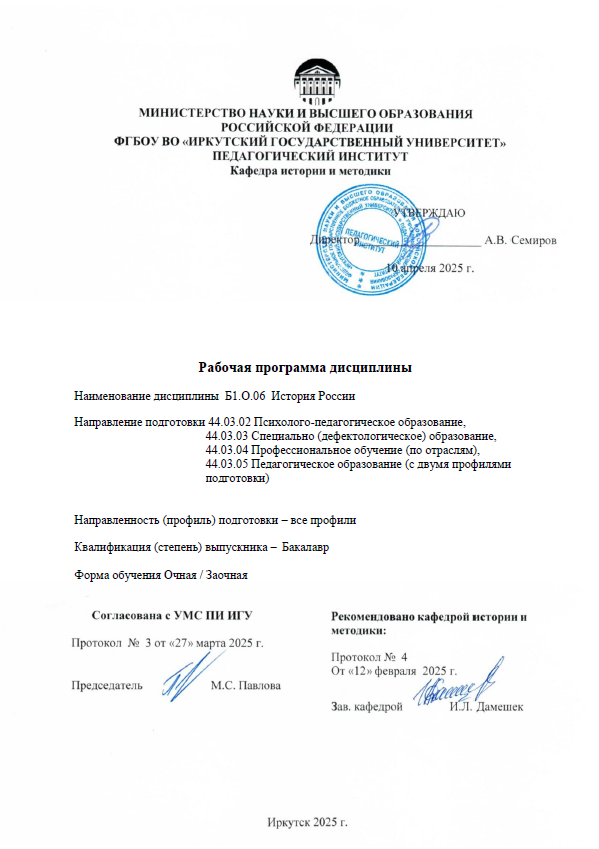 МИНИСТЕРСТВО НАУКИ И ВЫСШЕГО ОБРАЗОВАНИЯ
РОССИЙСКОЙ ФЕДЕРАЦИИ
ФГБОУ ВО «ИРКУТСКИЙ ГОСУДАРСТВЕННЫЙ УНИВЕРСИТЕТ»
ПЕДАГОГИЧЕСКИЙ ИНСТИТУТ
Кафедра истории и методики
УТВЕРЖДАЮ
Директор ____________________ А.В. Семиров
ПЕДАГОГИЧЕСКИЙ
ИНСТИТУТ
10 апреля 2025 г.
Рабочая программа дисциплины
Наименование дисциплины Б1.О.06 История России
Направление подготовки 44.03.02 Психолого-педагогическое образование,
44.03.03 Специально (дефектологическое) образование,
44.03.04 Профессиональное обучение (по отраслям),
44.03.05 Педагогическое образование (с двумя профилями
подготовки)
Направленность (профиль) подготовки – все профили
Квалификация (степень) выпускника – Бакалавр
Форма обучения Очная / Заочная
Согласована с УМС ПИ ИГУ
Протокол № 3 от «27» марта 2025 г.
Председатель М.С. Павлова
Рекомендовано кафедрой истории и
методики:
Протокол № 4
От «12» февраля 2025 г.
Зав. кафедрой И.Л. Дамешек
Иркутск 2025 г.